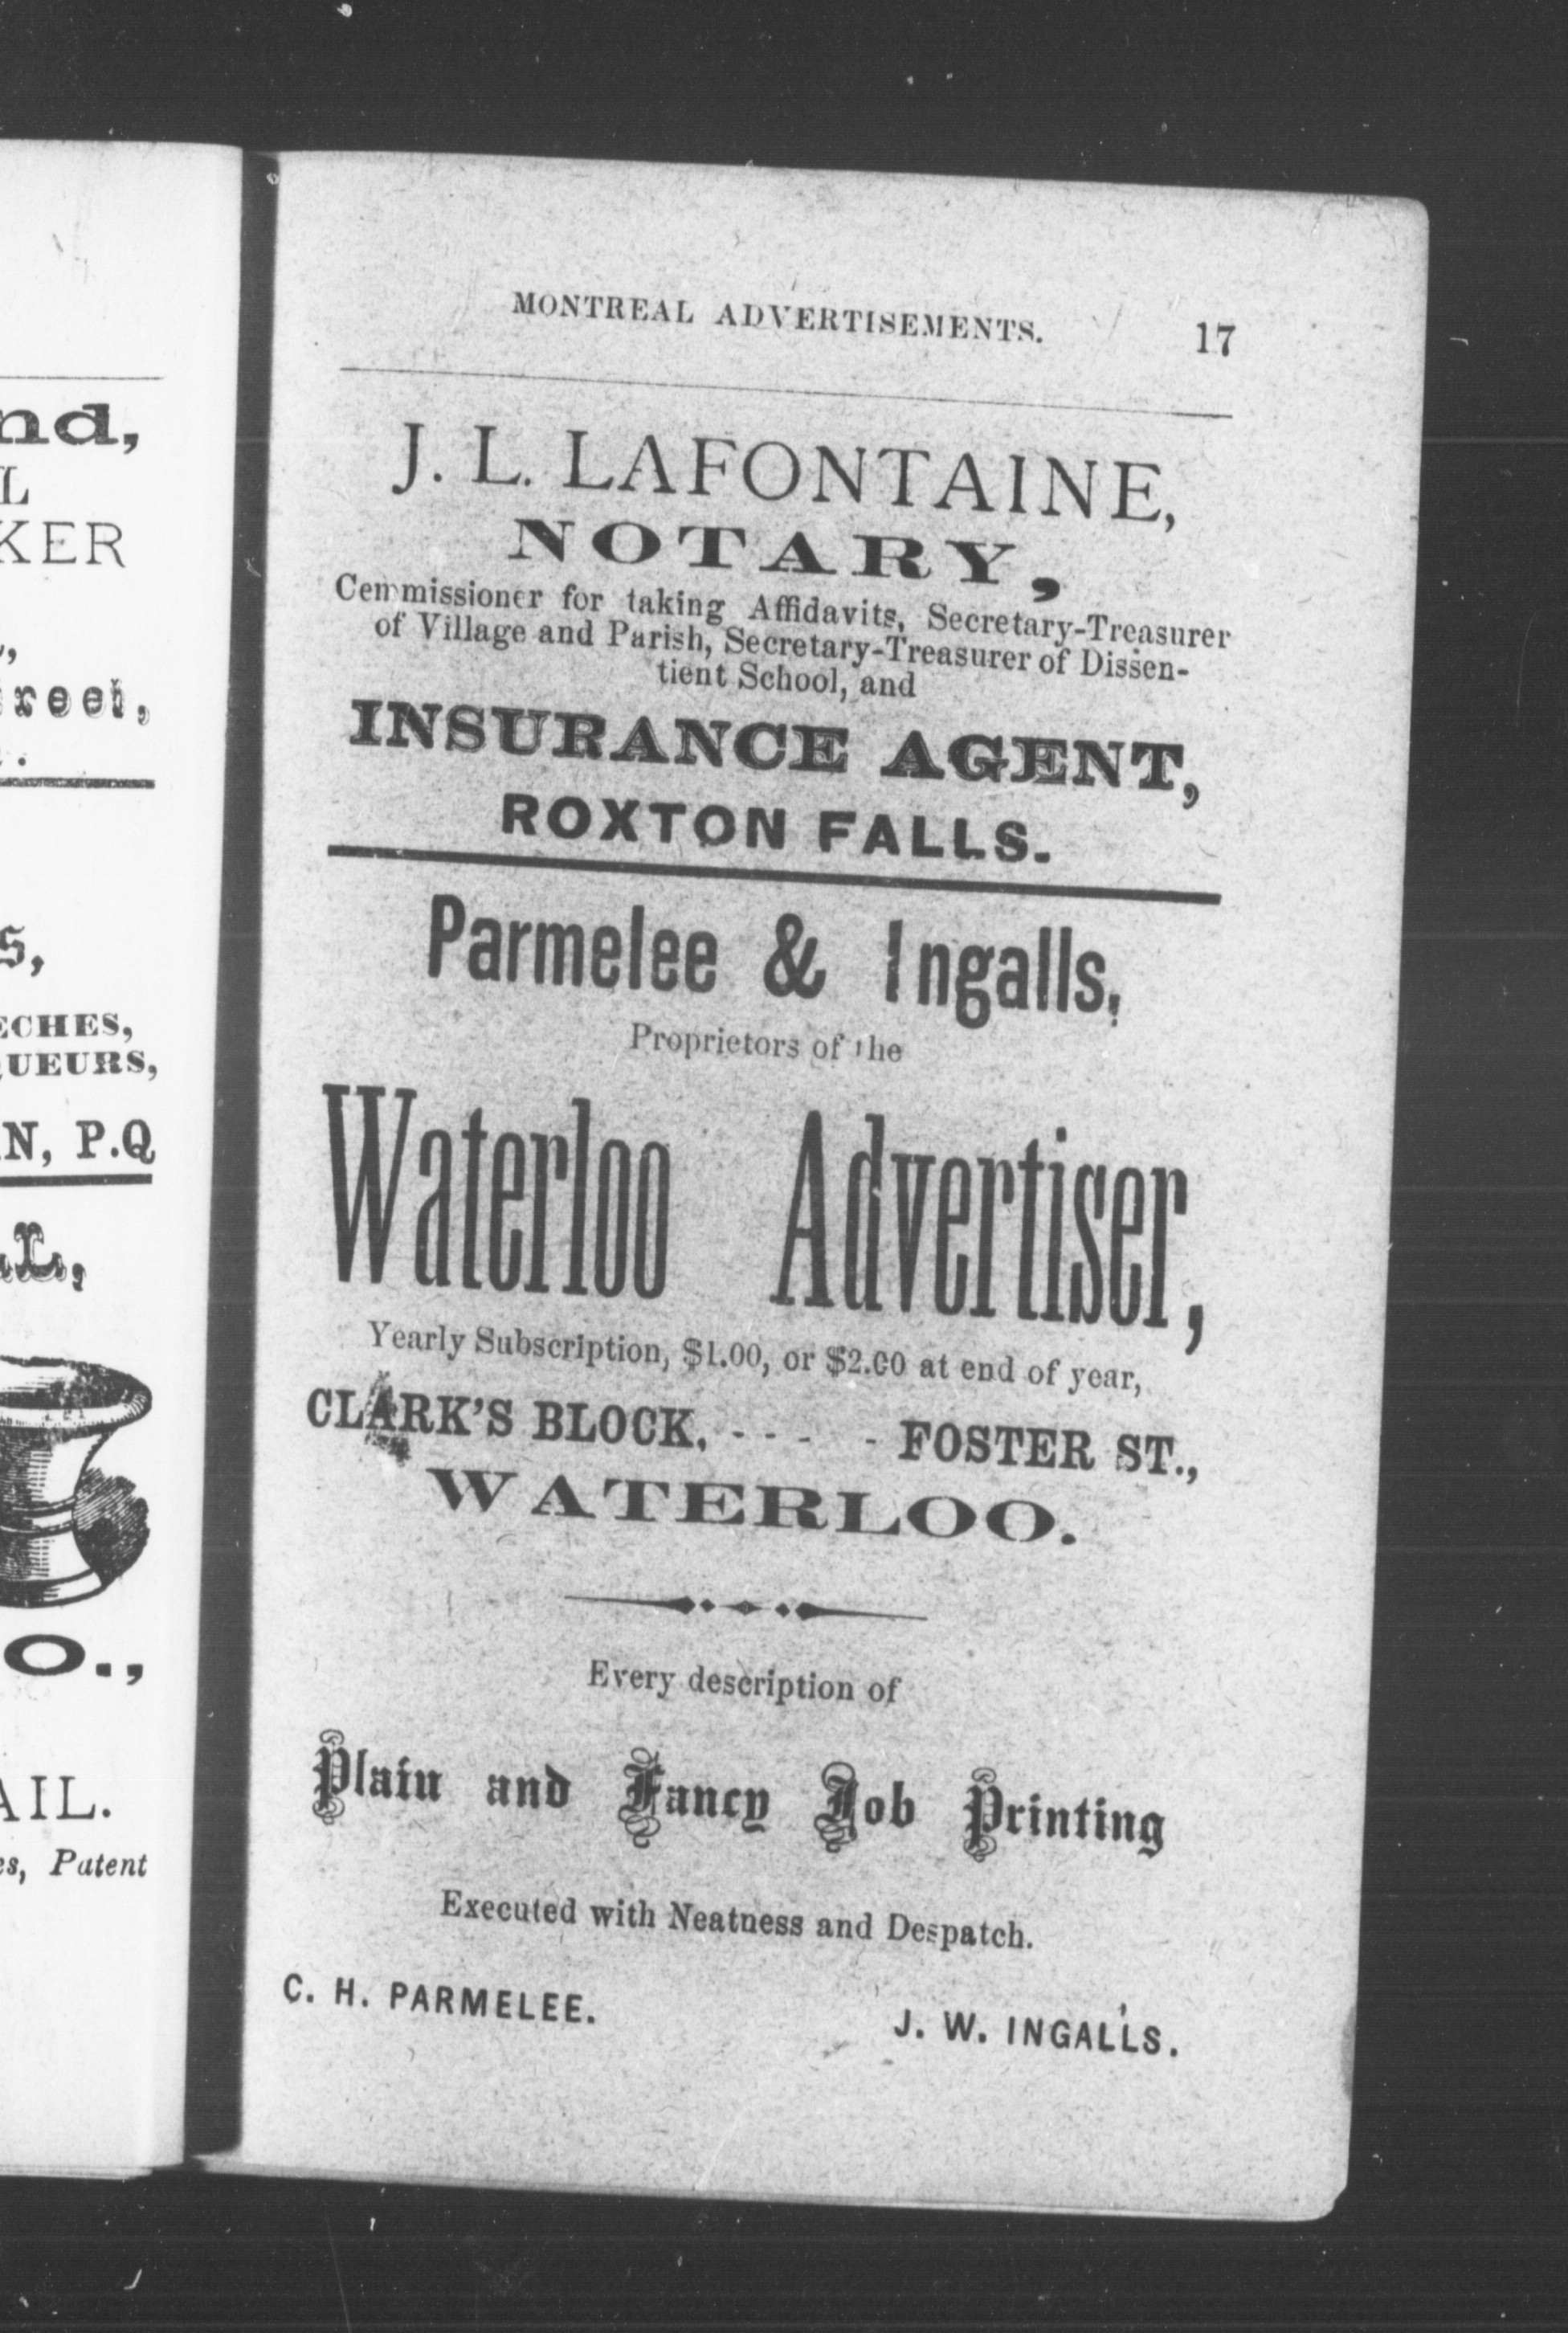 nd,
L
KER
reet,
s,
ECHES,
QUEURS,
N, P.Q
L,
O.,
AIL.
es, Patent
MONTREAL ADVERTISEMENTS. 17
J. L. LAFONTAINE,
NOTARY,
Commissioner for taking Affidavits, Secretary-Treasurer
of Village and Parish, Secretary-Treasurer of Dissen-
tient School, and
INSURANCE AGENT,
ROXTON FALLS.
Parmelee & Ingalls,
Proprietors of the
Waterloo Advertiser,
Yearly Subscription, $1.00, or $2.00 at end of year,
CLARK'S BLOCK, - - - - FOSTER ST.,
WATERLOO.
Every description of
Plain and Fancy Job Printing
Executed with Neatness and Despatch.
C. H. PARMELEE. J. W. INGALLS.